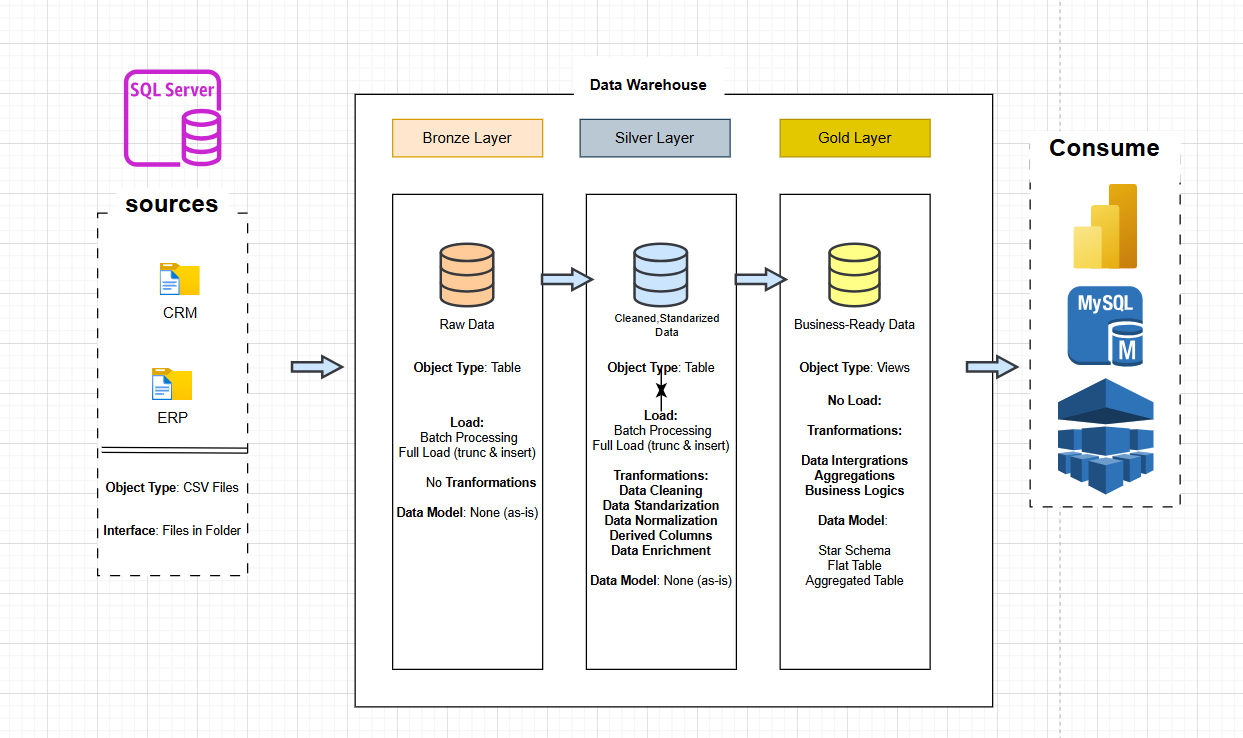 SQL Server
sources
CRM
ERP
Object Type: CSV Files
Interface: Files in Folder
Data Warehouse
Bronze Layer
Raw Data
Object Type: Table
Load:
Batch Processing
Full Load (trunc & insert)
No Tranformations
Data Model: None (as-is)
Silver Layer
Cleaned,Standarized
Data
Object Type: Table
Load:
Batch Processing
Full Load (trunc & insert)
Tranformations:
Data Cleaning
Data Standarization
Data Normalization
Derived Columns
Data Enrichment
Data Model: None (as-is)
Gold Layer
Business-Ready Data
Object Type: Views
No Load:
Tranformations:
Data Intergrations
Aggregations
Business Logics
Data Model:
Star Schema
Flat Table
Aggregated Table
Consume
MySQL
M